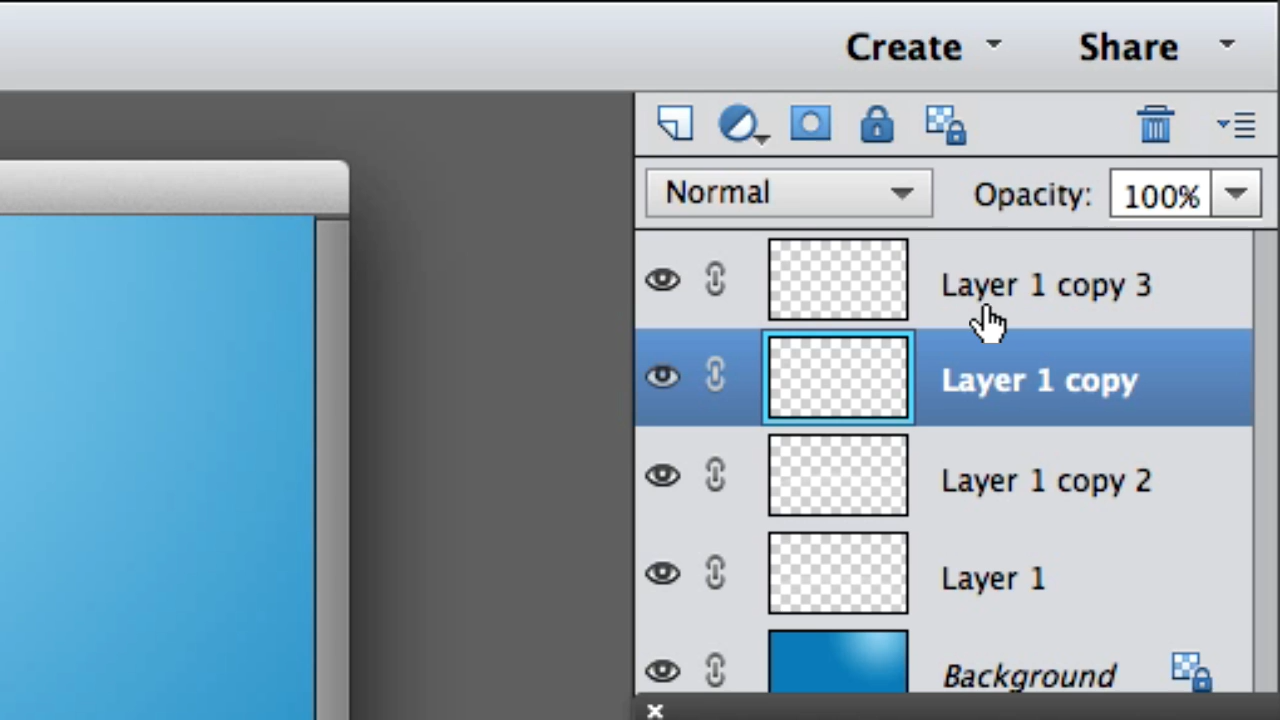 Create Share
Normal Opacity: 100%
Layer 1 copy 3
Layer 1 copy
Layer 1 copy 2
Layer 1
Background